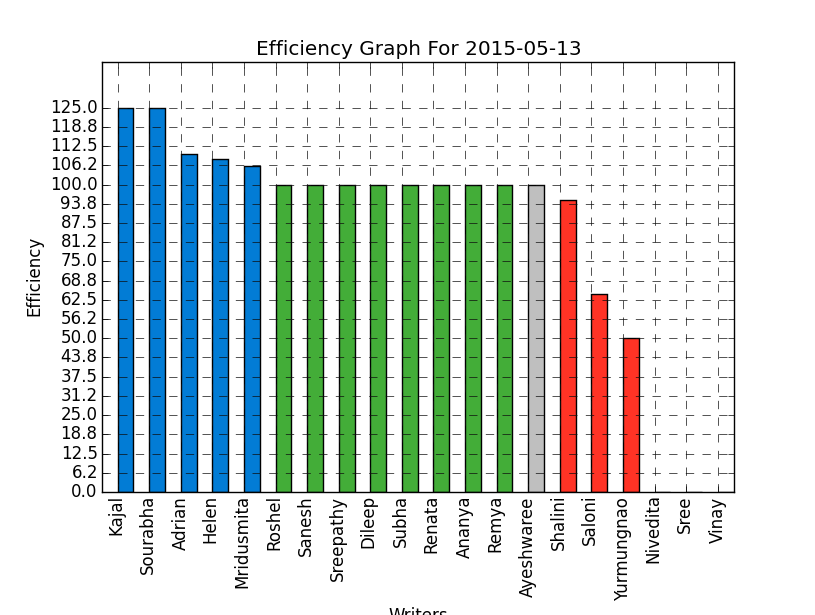 Efficiency Graph For 2015-05-13
125.0
118.8
112.5
106.2
100.0
93.8
87.5
81.2
75.0
68.8
62.5
56.2
50.0
43.8
37.5
31.2
25.0
18.8
12.5
6.2
0.0
Efficiency
Kajal
Sourabha
Adrian
Helen
Mridusmita
Roshel
Sanesh
Sreepathy
Dileep
Subha
Renata
Ananya
Remya
Ayeshwaree
Shalini
Saloni
Yurmungnao
Nivedita
Sree
Vinay
Writers